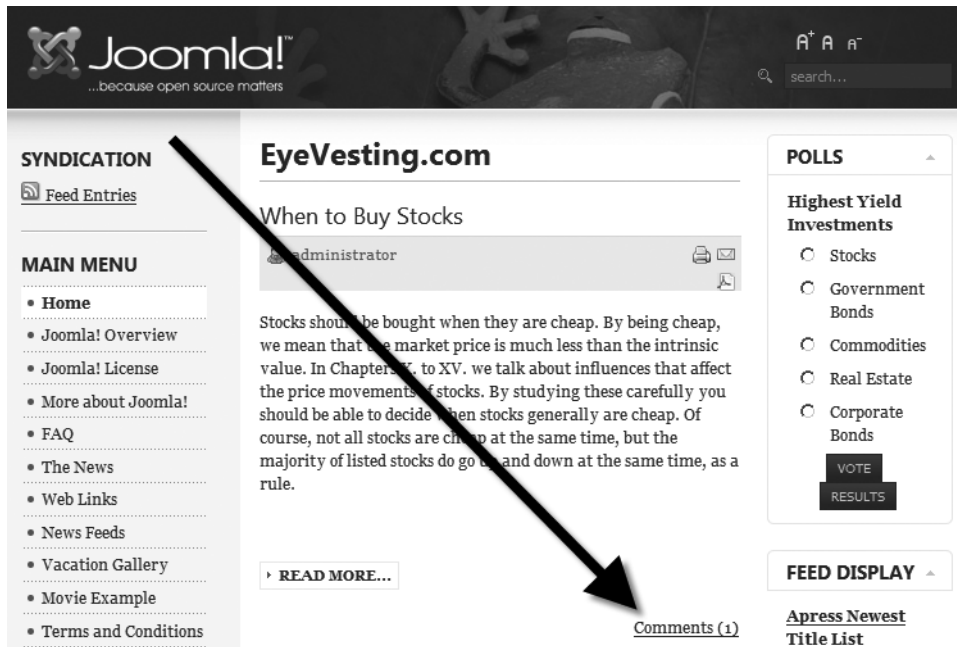 Joomla!™
...because open source matters
A+ A A-
search...
SYNDICATION
Feed Entries
MAIN MENU
Home
Joomla! Overview
Joomla! License
More about Joomla!
FAQ
The News
Web Links
News Feeds
Vacation Gallery
Movie Example
Terms and Conditions
EyeVesting.com
When to Buy Stocks
administrator
Stocks should be bought when they are cheap. By being cheap,
we mean that the market price is much less than the intrinsic
value. In Chapters X. to XV. we talk about influences that affect
the price movements of stocks. By studying these carefully you
should be able to decide when stocks generally are cheap. Of
course, not all stocks are cheap at the same time, but the
majority of listed stocks do go up and down at the same time, as a
rule.
READ MORE...
Comments (1)
POLLS
Highest Yield
Investments
Stocks
Government
Bonds
Commodities
Real Estate
Corporate
Bonds
VOTE
RESULTS
FEED DISPLAY
Apress Newest
Title List